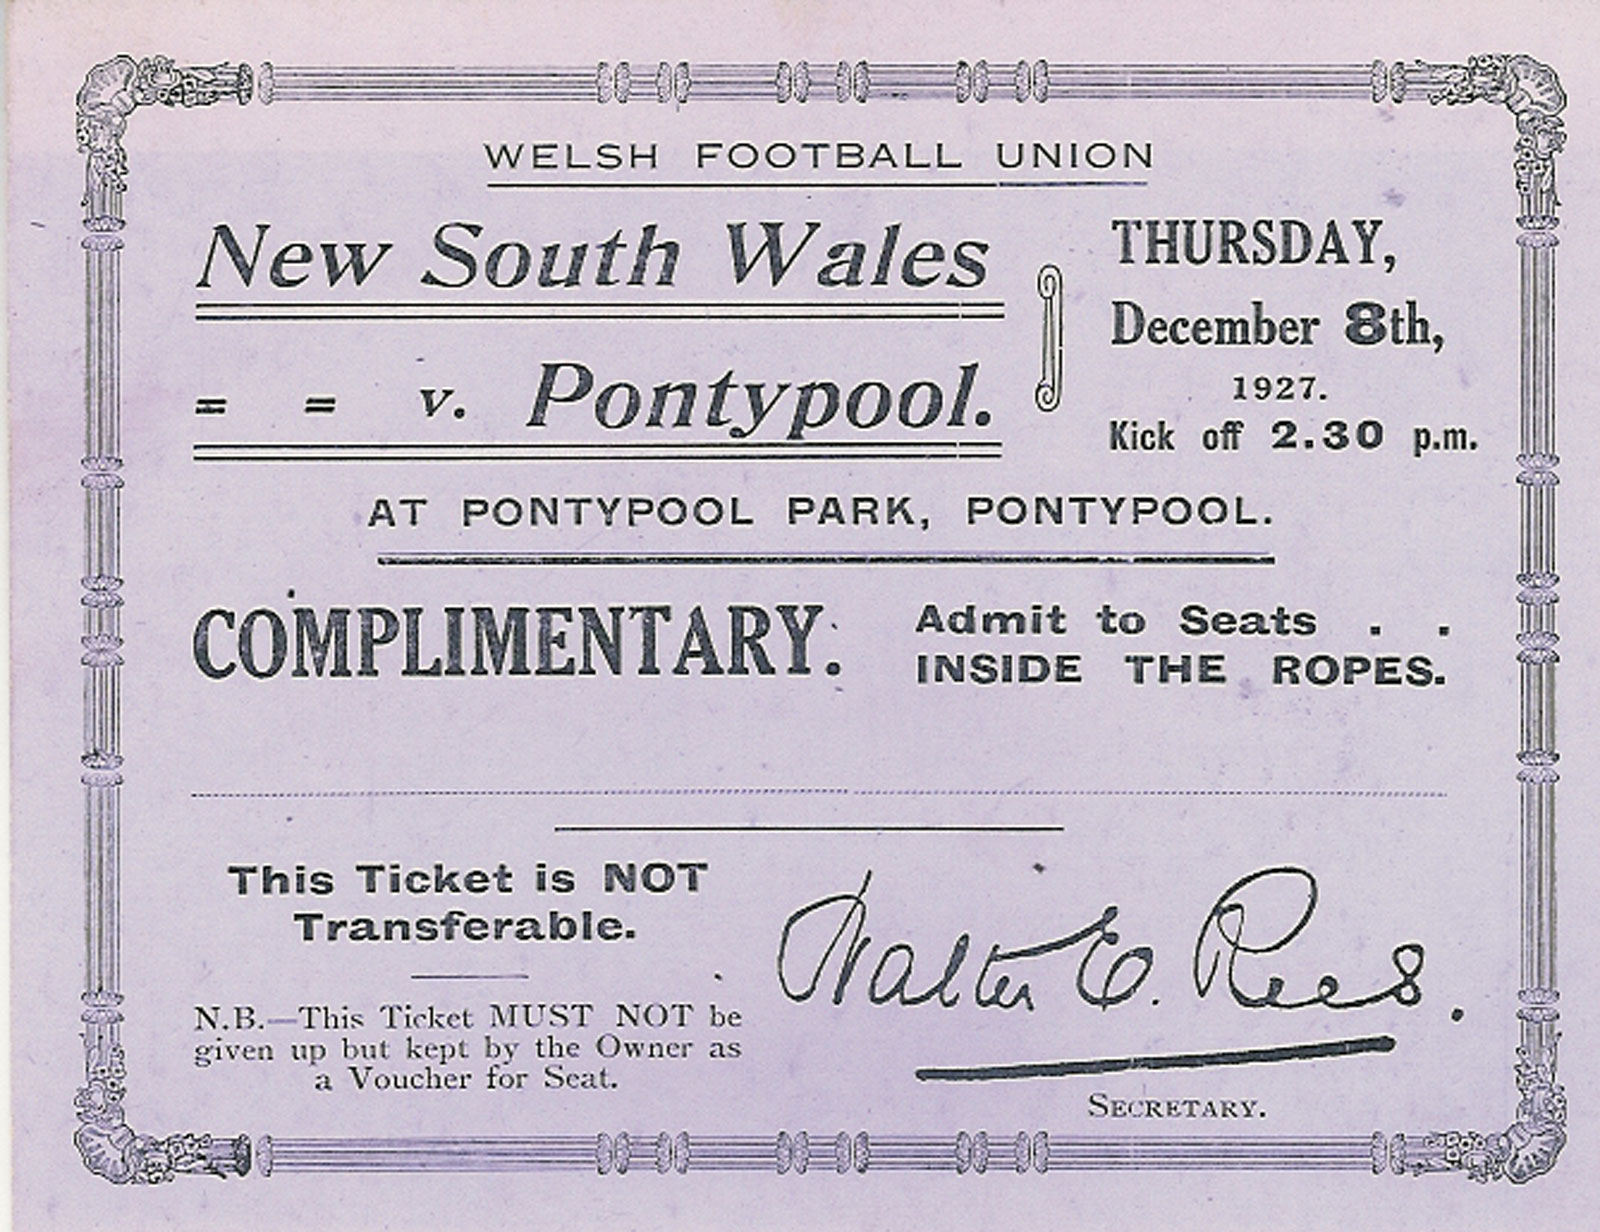 WELSH FOOTBALL UNION
New South Wales
= = v. Pontypool.
THURSDAY,
December 8th,
1927.
Kick off 2.30 p.m.
AT PONTYPOOL PARK, PONTYPOOL.
COMPLIMENTARY.
Admit to Seats . .
INSIDE THE ROPES.
This Ticket is NOT
Transferable.
N.B.—This Ticket MUST NOT be
given up but kept by the Owner as
a Voucher for Seat.
Walter E. Rees.
SECRETARY.